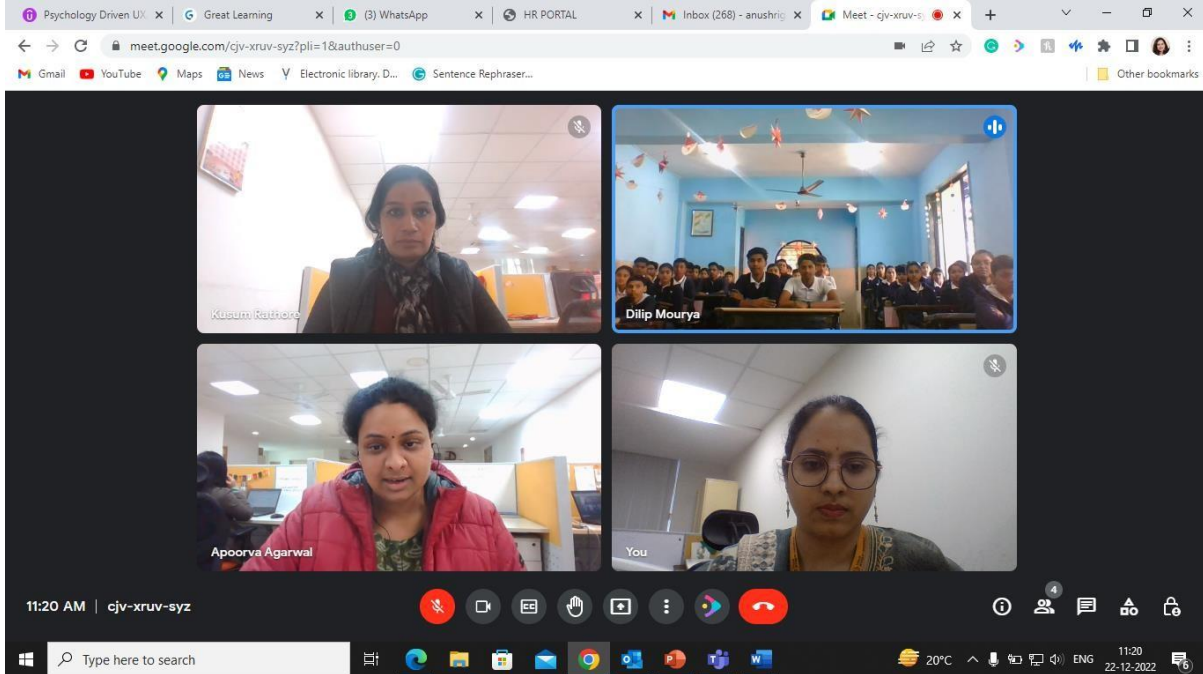 Psychology Driven UX
Great Learning
(3) WhatsApp
HR PORTAL
Inbox (268) - anushrig
Meet - cjv-xruv-s
meet.google.com/cjv-xruv-syz?pli=1&authuser=0
Gmail
YouTube
Maps
News
Electronic library. D...
Sentence Rephraser...
Other bookmarks
Kusum Rathore
Dilip Mourya
Apoorva Agarwal
You
11:20 AM | cjv-xruv-syz
4
Type here to search
20°C
ENG
11:20
22-12-2022
6